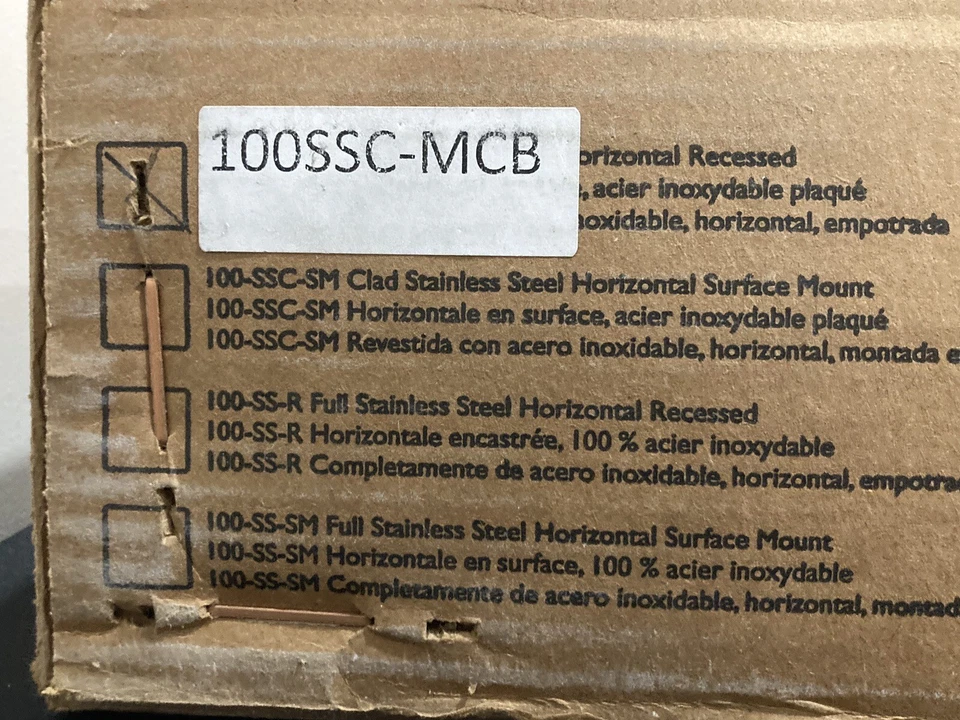 100SSC-MCB
orizontal Recessed
, acier inoxydable plaqué
noxidable, horizontal, empotrada
100-SSC-SM Clad Stainless Steel Horizontal Surface Mount
100-SSC-SM Horizontale en surface, acier inoxydable plaqué
100-SSC-SM Revestida con acero inoxidable, horizontal, montada e
100-SS-R Full Stainless Steel Horizontal Recessed
100-SS-R Horizontale encastrée, 100 % acier inoxydable
100-SS-R Completamente de acero inoxidable, horizontal, empotra
100-SS-SM Full Stainless Steel Horizontal Surface Mount
100-SS-SM Horizontale en surface, 100 % acier inoxydable
100-SS-SM Completamente de acero inoxidable, horizontal, montad